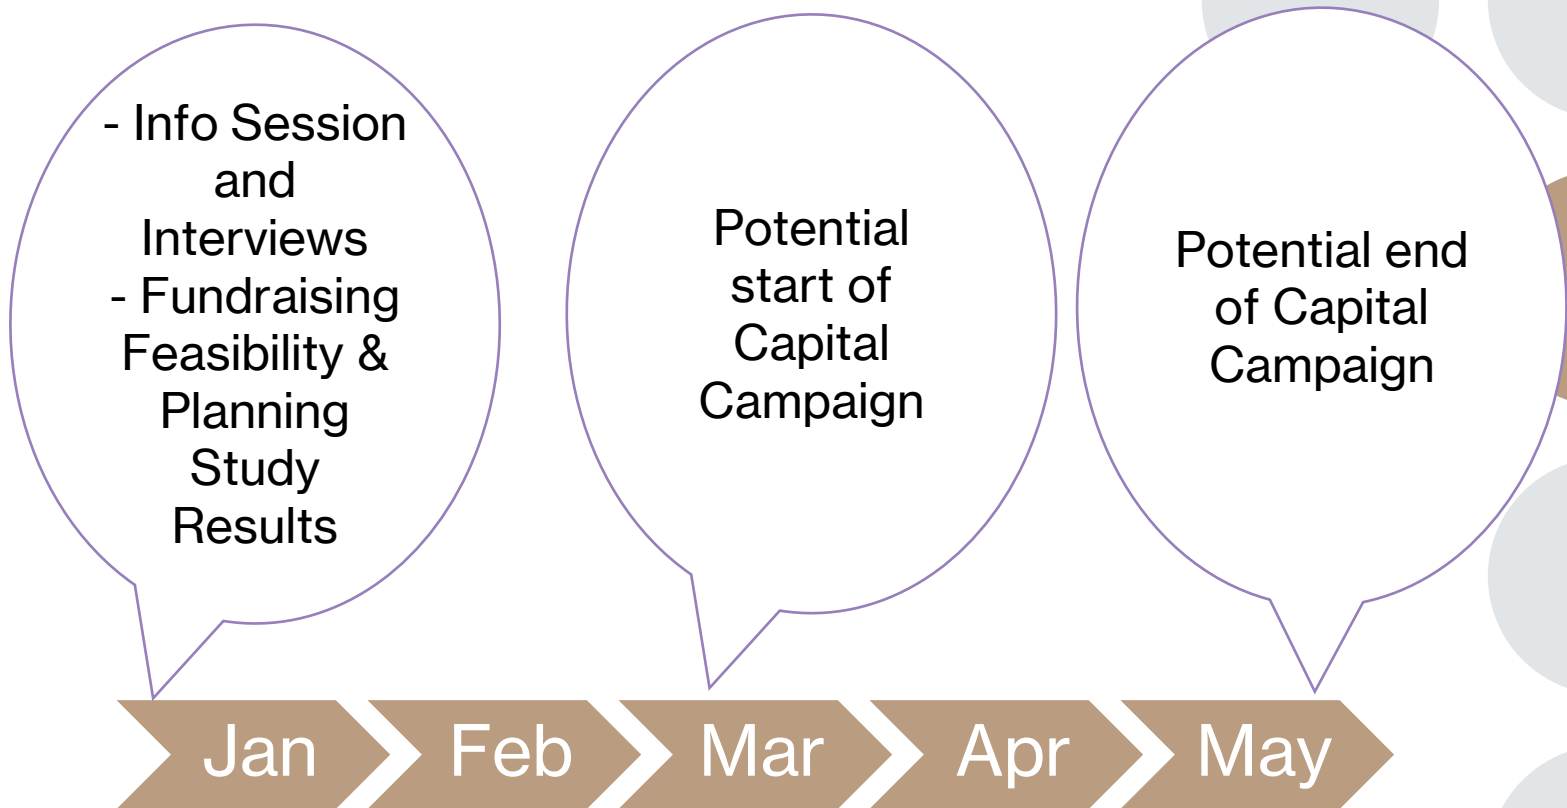 - Info Session
and
Interviews
- Fundraising
Feasibility &
Planning
Study
Results
Potential
start of
Capital
Campaign
Potential end
of Capital
Campaign
Jan
Feb
Mar
Apr
May